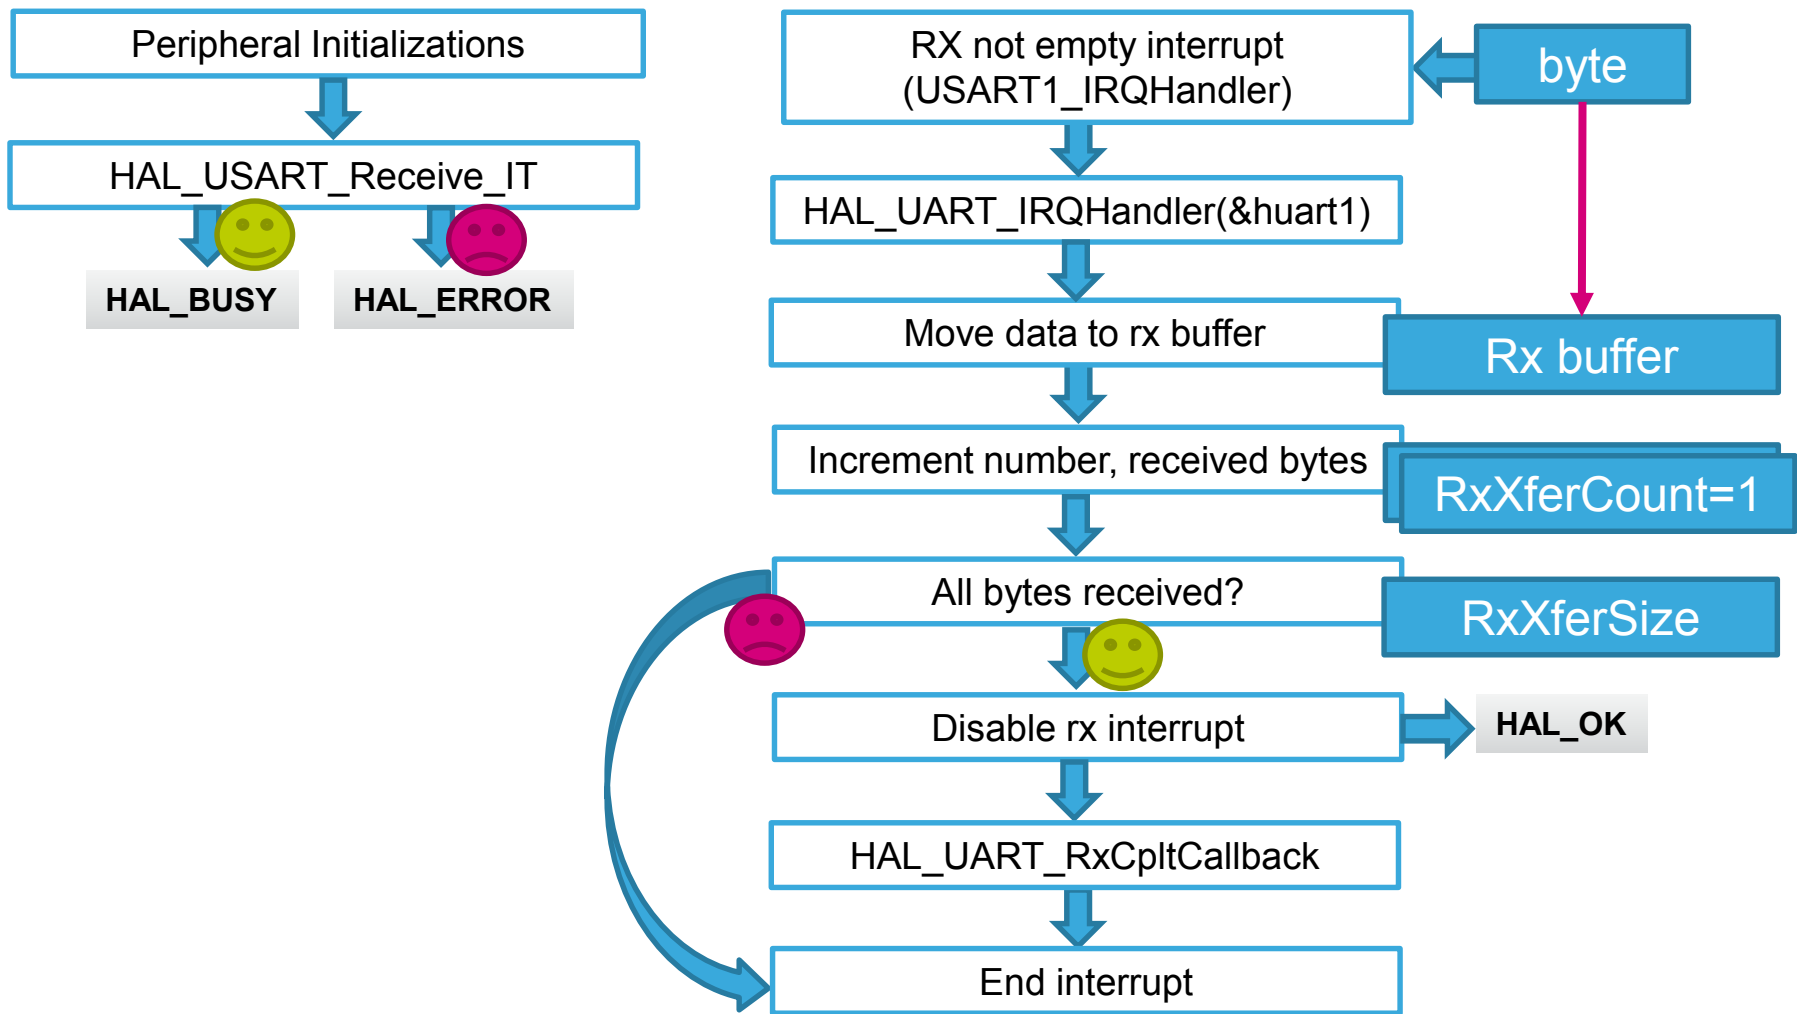 Peripheral Initializations
HAL_USART_Receive_IT
HAL_BUSY
HAL_ERROR
RX not empty interrupt
(USART1_IRQHandler)
byte
HAL_UART_IRQHandler(&huart1)
Move data to rx buffer
Rx buffer
Increment number, received bytes
RxXferCount=1
All bytes received?
RxXferSize
Disable rx interrupt
HAL_OK
HAL_UART_RxCpltCallback
End interrupt